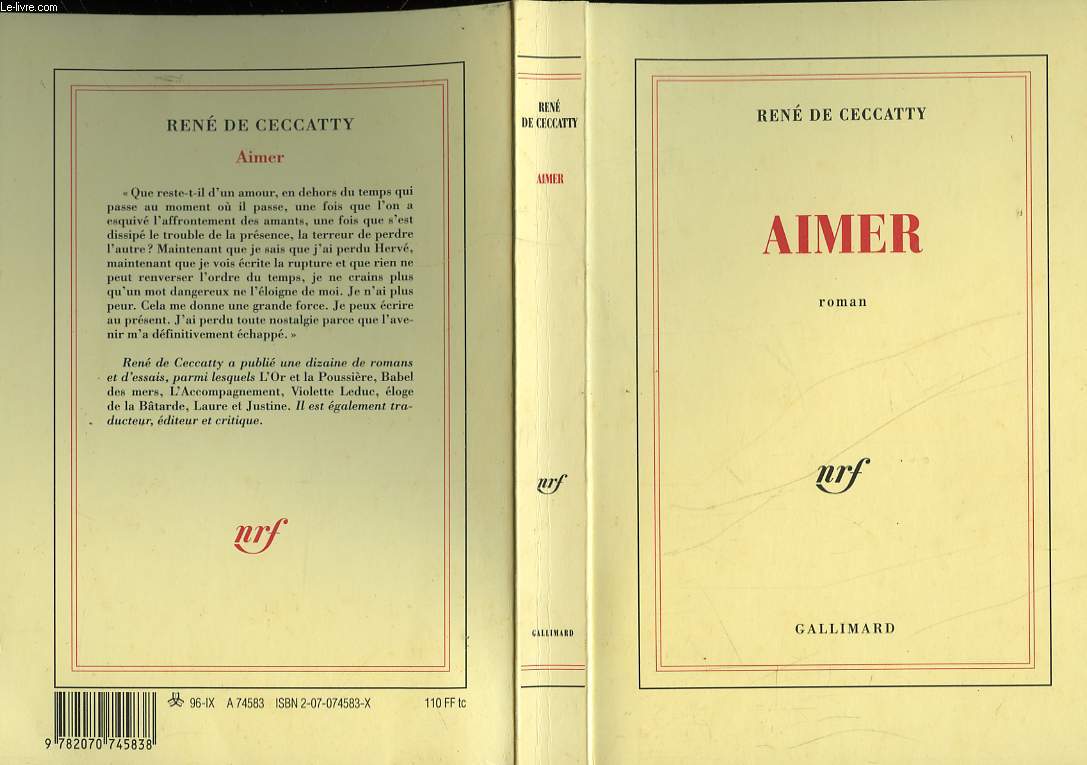 Le-livre.com
RENÉ DE CECCATTY
Aimer
« Que reste-t-il d'un amour, en dehors du temps qui
passe au moment où il passe, une fois que l'on a
esquivé l'affrontement des amants, une fois que s'est
dissipé le trouble de la présence, la terreur de perdre
l'autre ? Maintenant que je sais que j'ai perdu Hervé,
maintenant que je vois écrite la rupture et que rien ne
peut renverser l'ordre du temps, je ne crains plus
qu'un mot dangereux ne l'éloigne de moi. Je n'ai plus
peur. Cela me donne une grande force. Je peux écrire
au présent. J'ai perdu toute nostalgie parce que l'ave-
nir m'a définitivement échappé. »
René de Ceccatty a publié une dizaine de romans
et d'essais, parmi lesquels L'Or et la Poussière, Babel
des mers, L'Accompagnement, Violette Leduc, éloge
de la Bâtarde, Laure et Justine. Il est également tra-
ducteur, éditeur et critique.
nrf
96-IX A 74583 ISBN 2-07-074583-X 110 FF tc
9 782070 745838
RENÉ
DE CECCATTY
AIMER
nrf
GALLIMARD
RENÉ DE CECCATTY
AIMER
roman
nrf
GALLIMARD